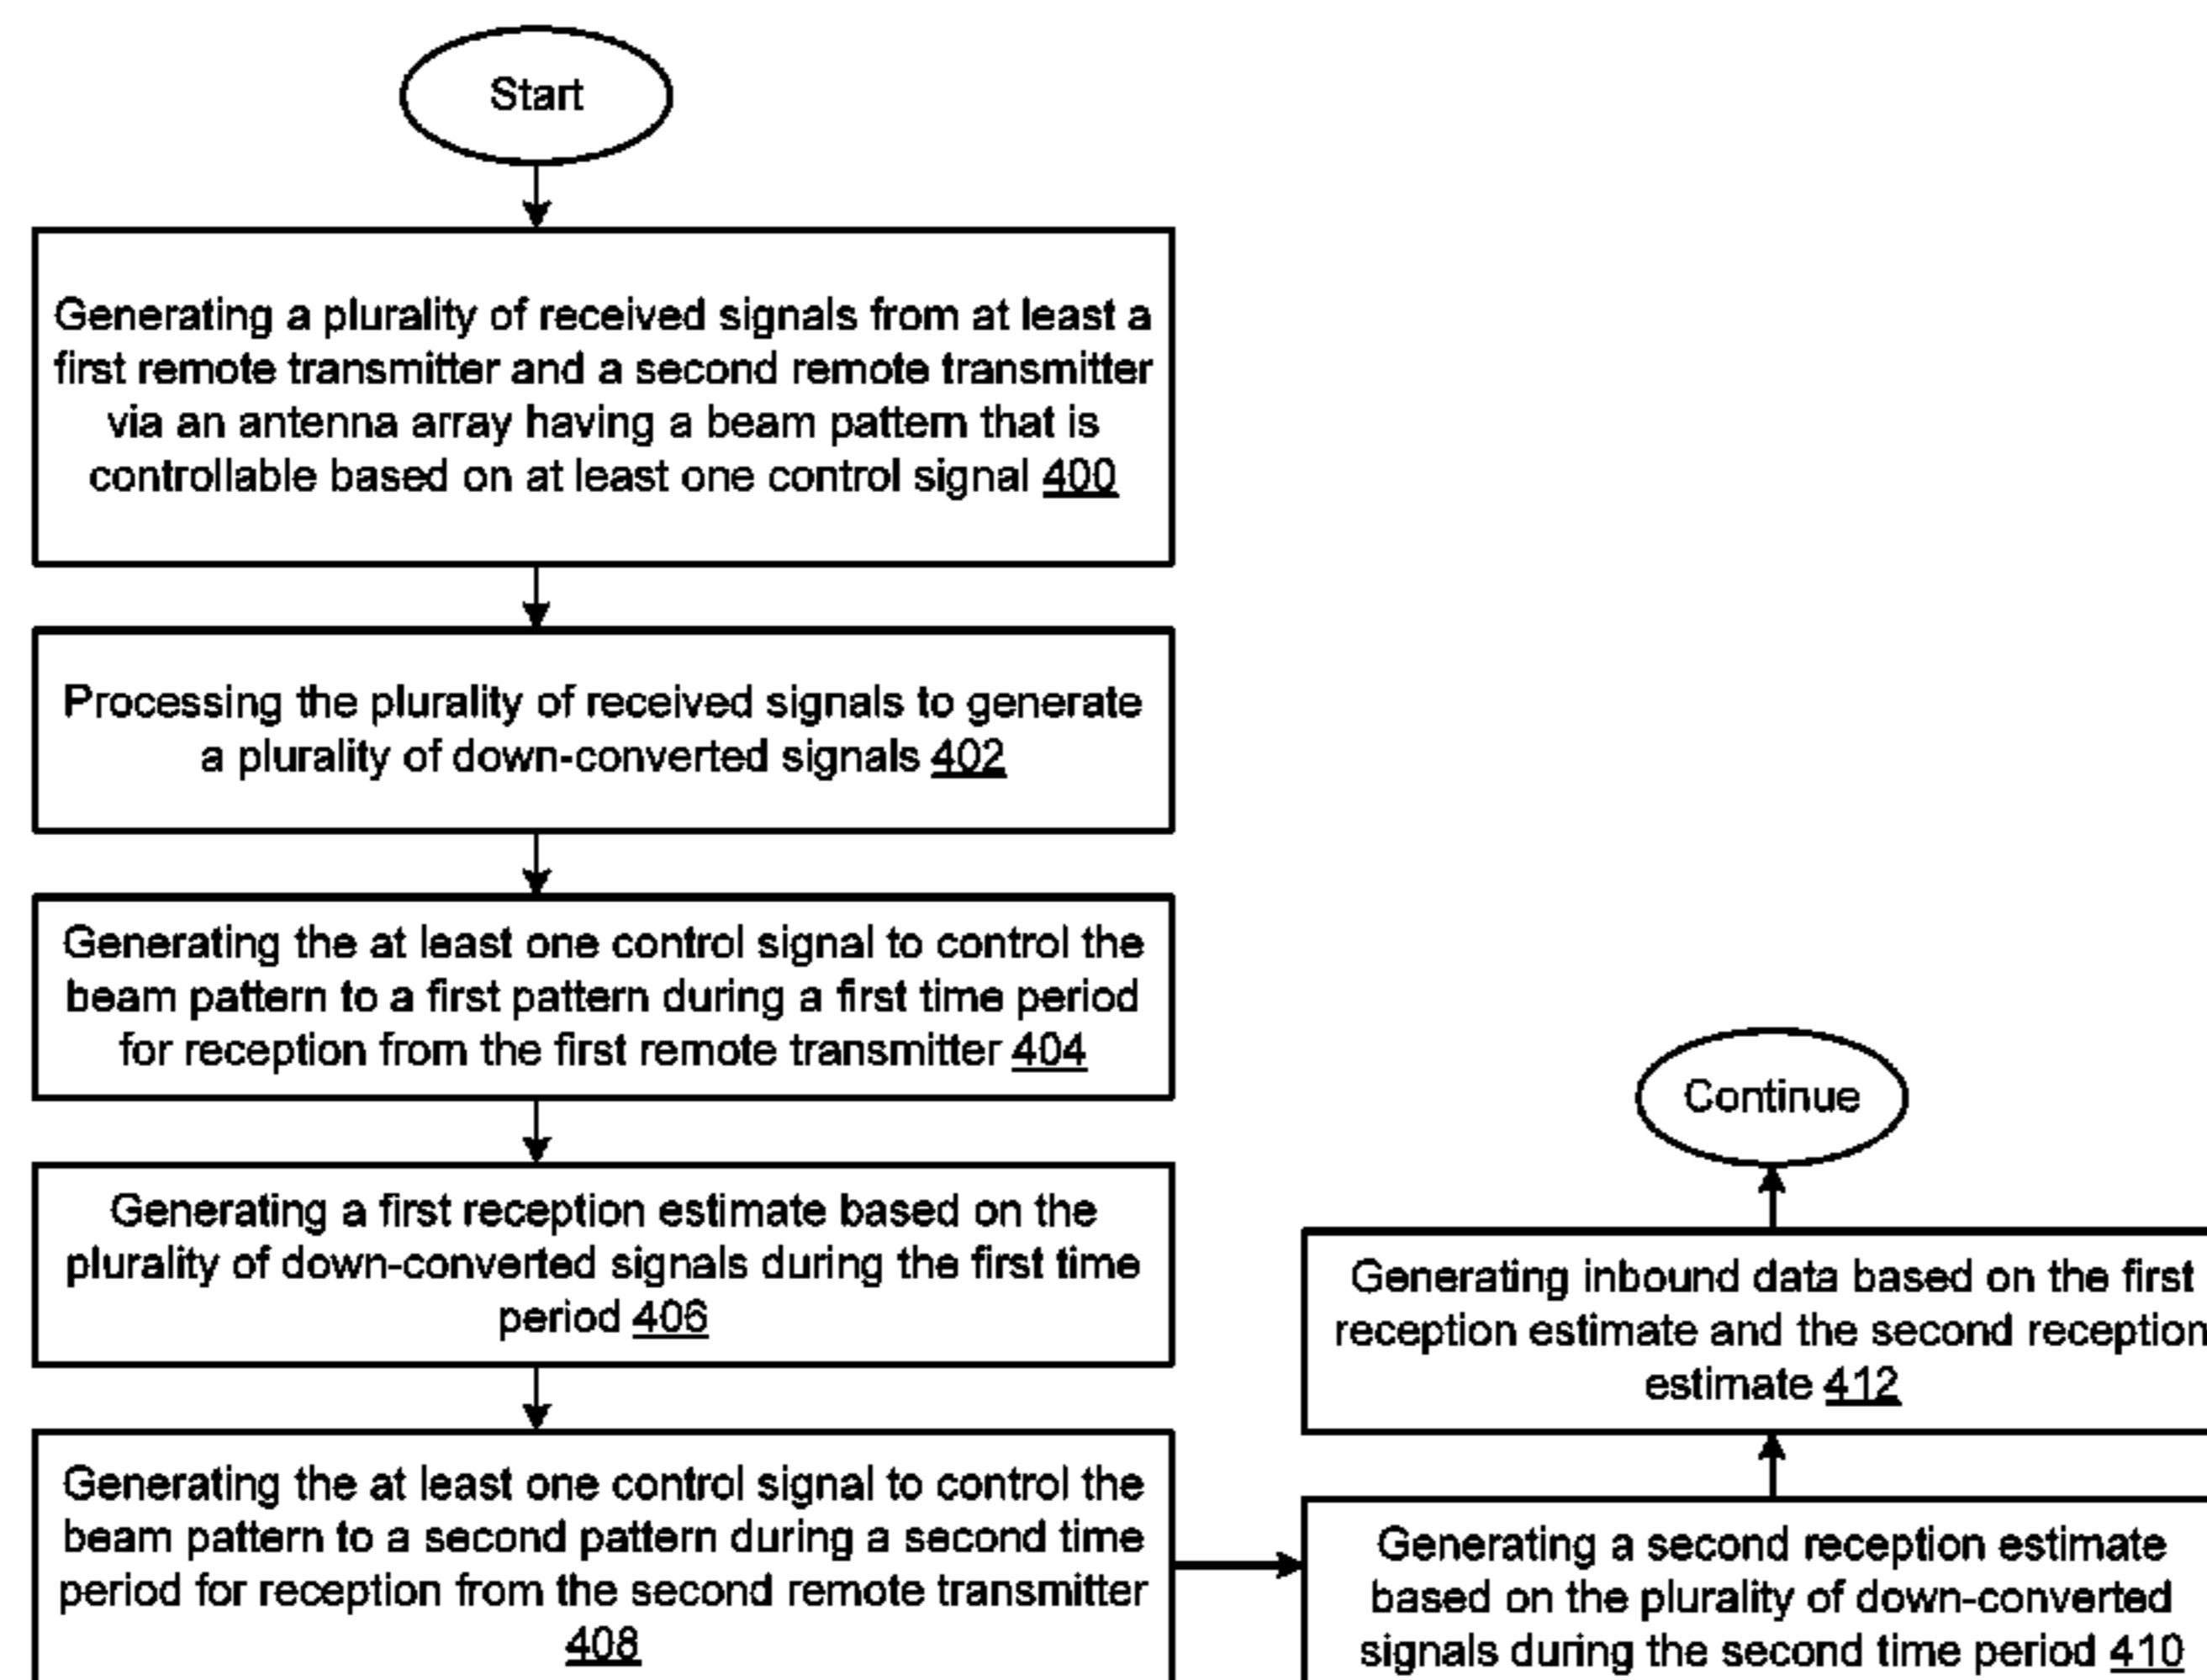 Start
Generating a plurality of received signals from at least a
first remote transmitter and a second remote transmitter
via an antenna array having a beam pattern that is
controllable based on at least one control signal 400
Processing the plurality of received signals to generate
a plurality of down-converted signals 402
Generating the at least one control signal to control the
beam pattern to a first pattern during a first time period
for reception from the first remote transmitter 404
Generating a first reception estimate based on the
plurality of down-converted signals during the first time
period 406
Generating the at least one control signal to control the
beam pattern to a second pattern during a second time
period for reception from the second remote transmitter
408
Generating a second reception estimate
based on the plurality of down-converted
signals during the second time period 410
Generating inbound data based on the first
reception estimate and the second reception
estimate 412
Continue